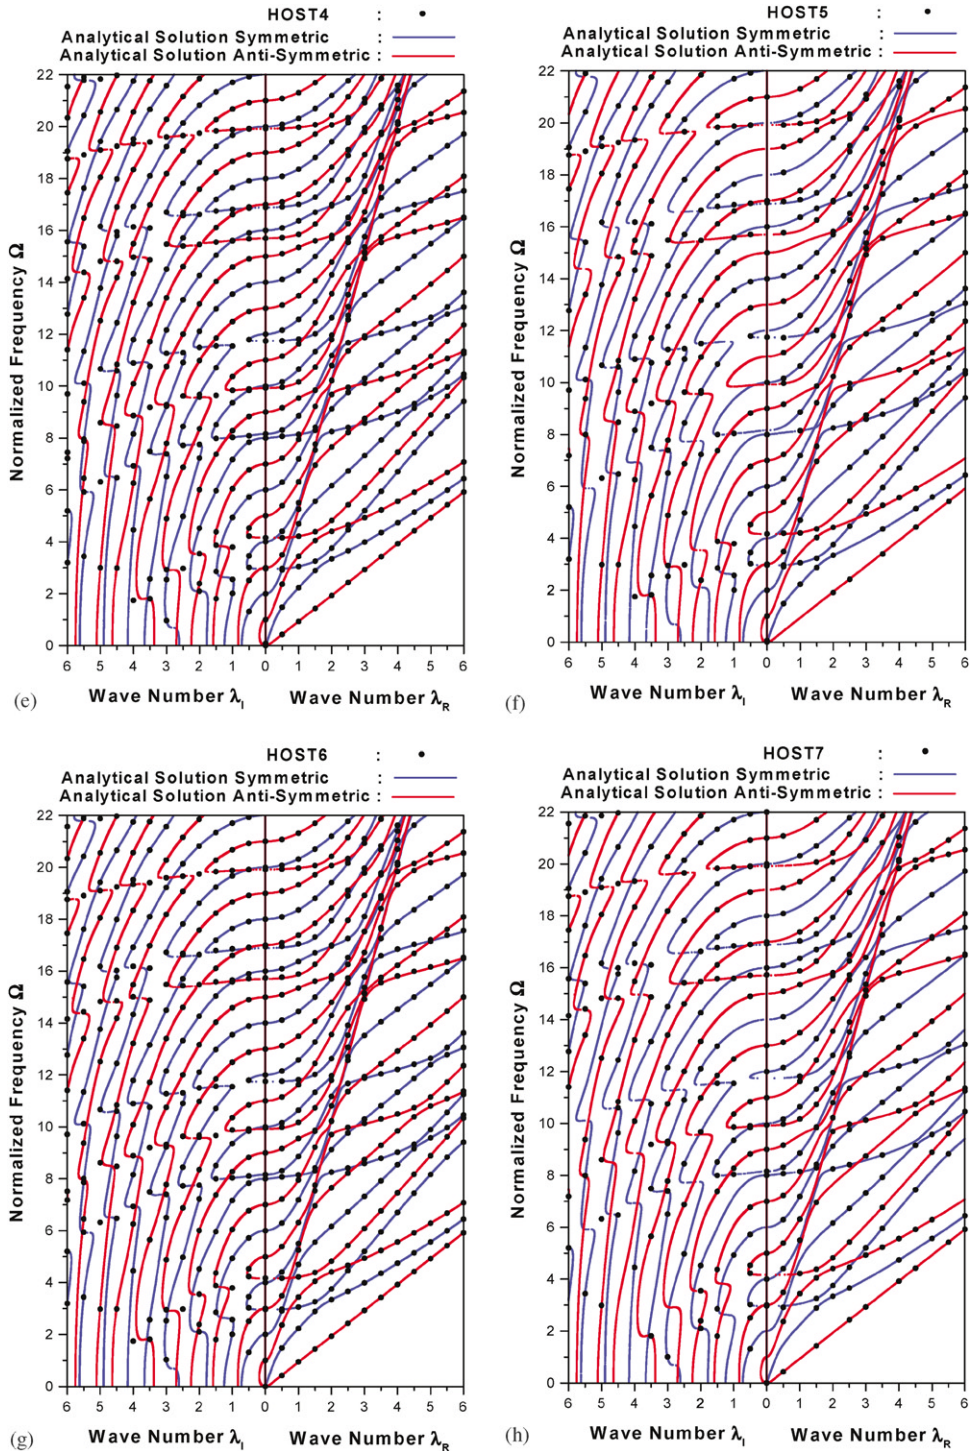 HOST4 :
Analytical Solution Symmetric :
Analytical Solution Anti-Symmetric :
22
20
18
16
14
12
10
8
6
4
2
0
Normalized Frequency Ω
6 5 4 3 2 1 0 1 2 3 4 5 6
Wave Number λI Wave Number λR
(e)
HOST5 :
Analytical Solution Symmetric :
Analytical Solution Anti-Symmetric :
22
20
18
16
14
12
10
8
6
4
2
0
Normalized Frequency Ω
6 5 4 3 2 1 0 1 2 3 4 5 6
Wave Number λI Wave Number λR
(f)
HOST6 :
Analytical Solution Symmetric :
Analytical Solution Anti-Symmetric :
22
20
18
16
14
12
10
8
6
4
2
0
Normalized Frequency Ω
6 5 4 3 2 1 0 1 2 3 4 5 6
Wave Number λI Wave Number λR
(g)
HOST7 :
Analytical Solution Symmetric :
Analytical Solution Anti-Symmetric :
22
20
18
16
14
12
10
8
6
4
2
0
Normalized Frequency Ω
6 5 4 3 2 1 0 1 2 3 4 5 6
Wave Number λI Wave Number λR
(h)